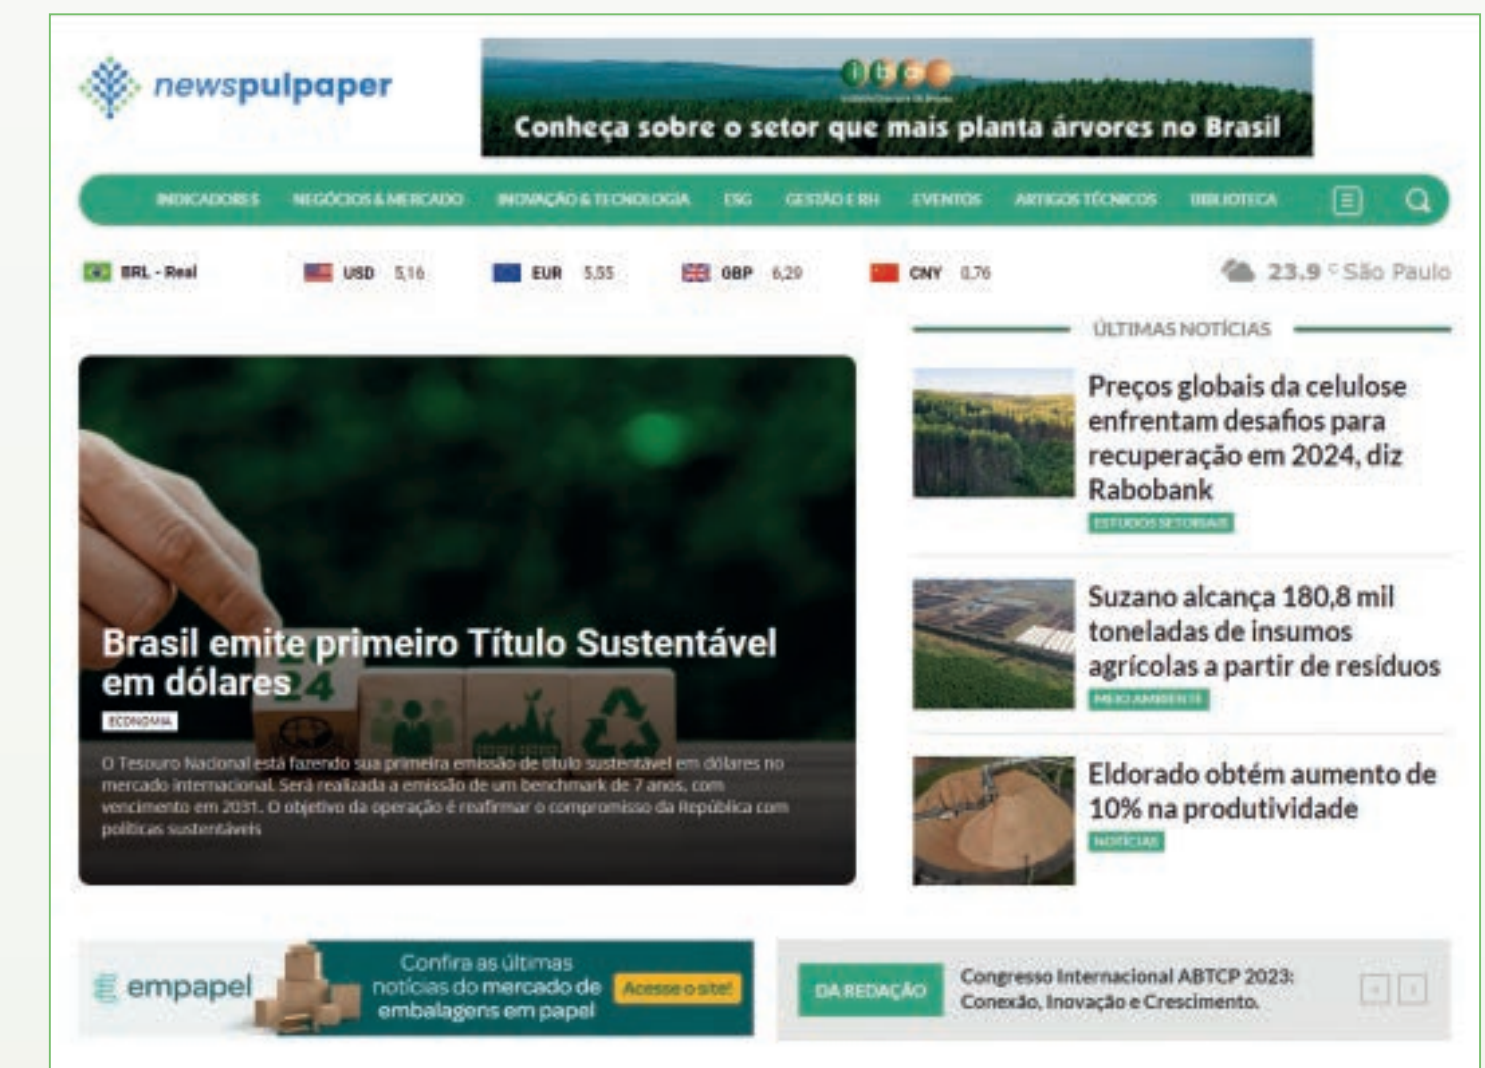 newspulpaper
ibá
Conheça sobre o setor que mais planta árvores no Brasil
INDICADORES NEGÓCIOS & MERCADO INOVAÇÃO & TECNOLOGIA ESG GESTÃO E RH EVENTOS ARTIGOS TÉCNICOS BIBLIOTECA
BRL - Real USD 5,16 EUR 5,55 GBP 6,29 CNY 0,76 23.9 C São Paulo
Brasil emite primeiro Título Sustentável
em dólares
24
ECONOMIA
O Tesouro Nacional está fazendo sua primeira emissão de título sustentável em dólares no
mercado internacional. Será realizada a emissão de um benchmark de 7 anos, com
vencimento em 2031. O objetivo da operação é reafirmar o compromisso da República com
políticas sustentáveis
ÚLTIMAS NOTÍCIAS
Preços globais da celulose
enfrentam desafios para
recuperação em 2024, diz
Rabobank
ESTUDOS SETORIAIS
Suzano alcança 180,8 mil
toneladas de insumos
agrícolas a partir de resíduos
MEIO AMBIENTE
Eldorado obtém aumento de
10% na produtividade
NOTÍCIAS
empapel
Confira as últimas
notícias do mercado de
embalagens em papel
Acesse o site!
DA REDAÇÃO
Congresso Internacional ABTCP 2023:
Conexão, Inovação e Crescimento.